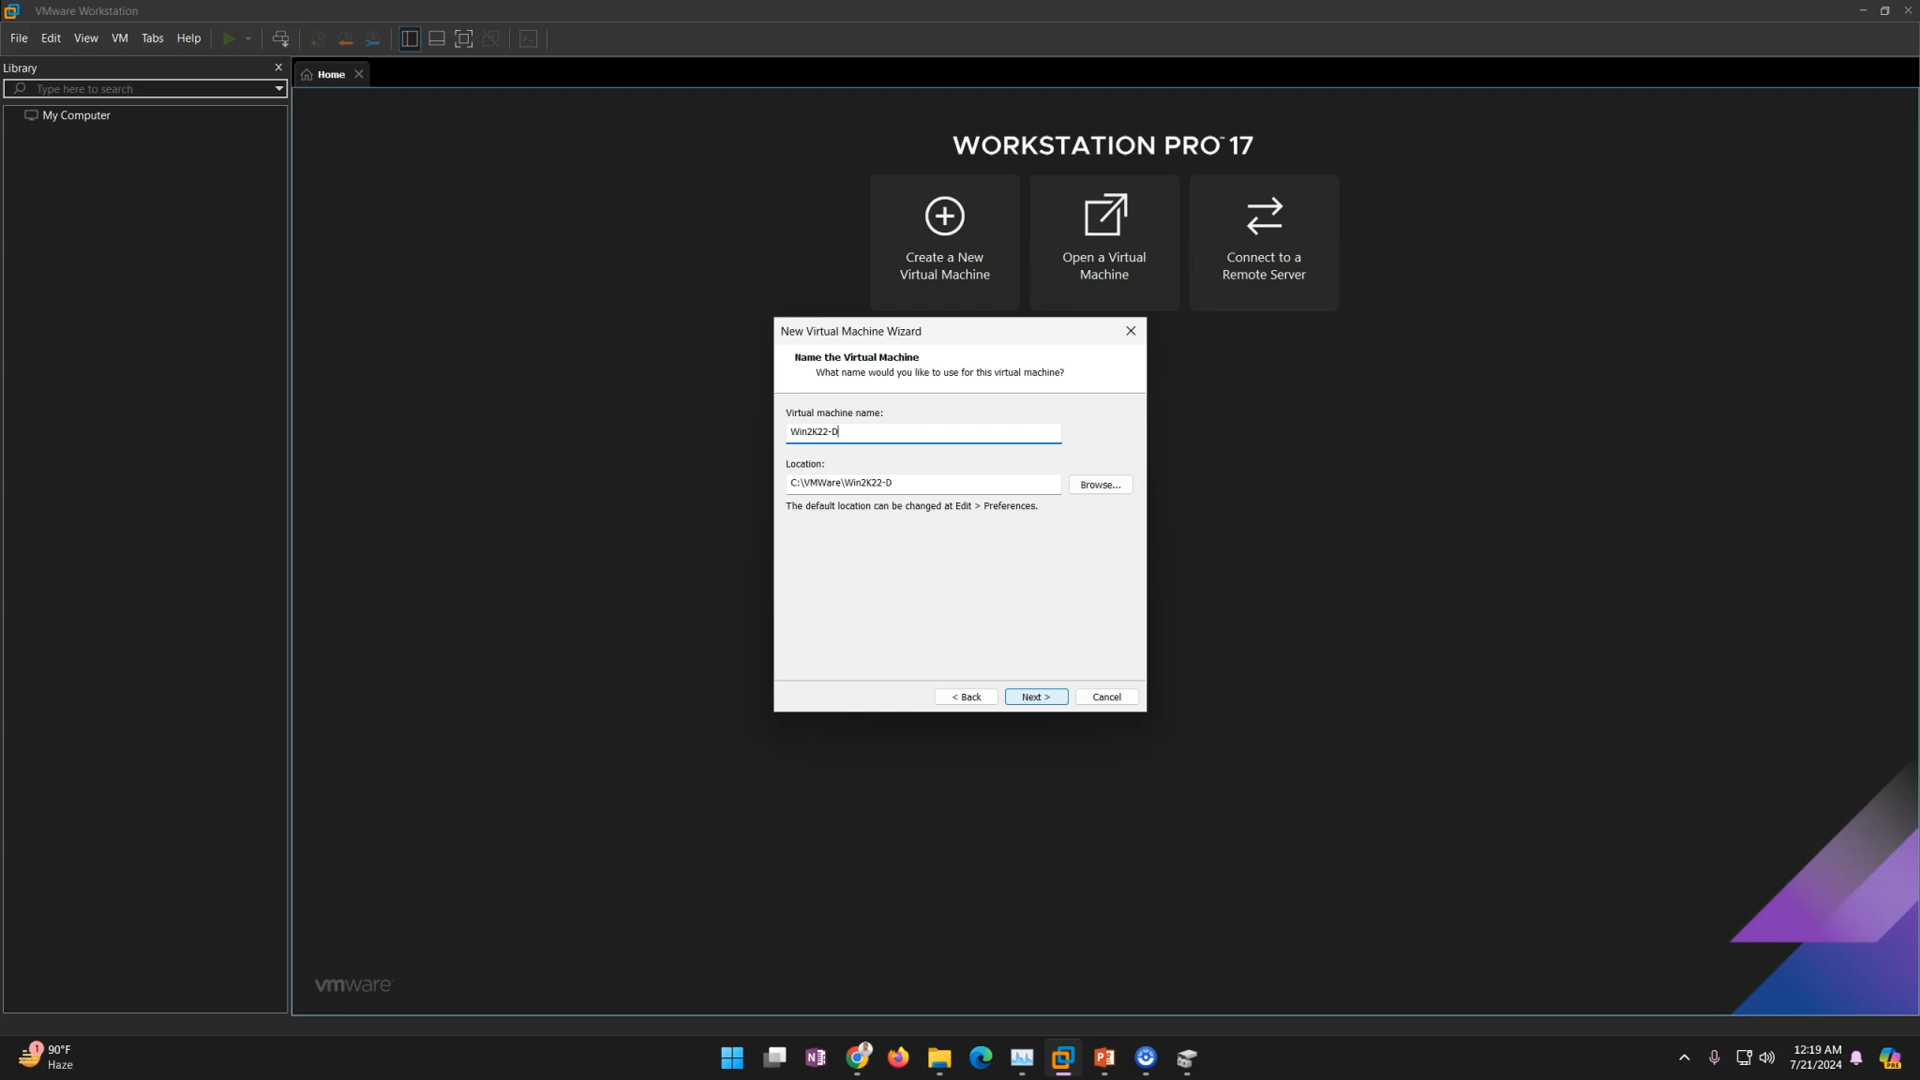 VMware Workstation
File Edit View VM Tabs Help
Library
Type here to search
My Computer
Home
WORKSTATION PRO™ 17
Create a New
Virtual Machine
Open a Virtual
Machine
Connect to a
Remote Server
New Virtual Machine Wizard
Name the Virtual Machine
What name would you like to use for this virtual machine?
Virtual machine name:
Win2K22-D
Location:
C:\VMWare\Win2K22-D
Browse...
The default location can be changed at Edit > Preferences.
< Back Next > Cancel
vmware
1
90°F
Haze
N
P
PRE
12:19 AM
7/21/2024